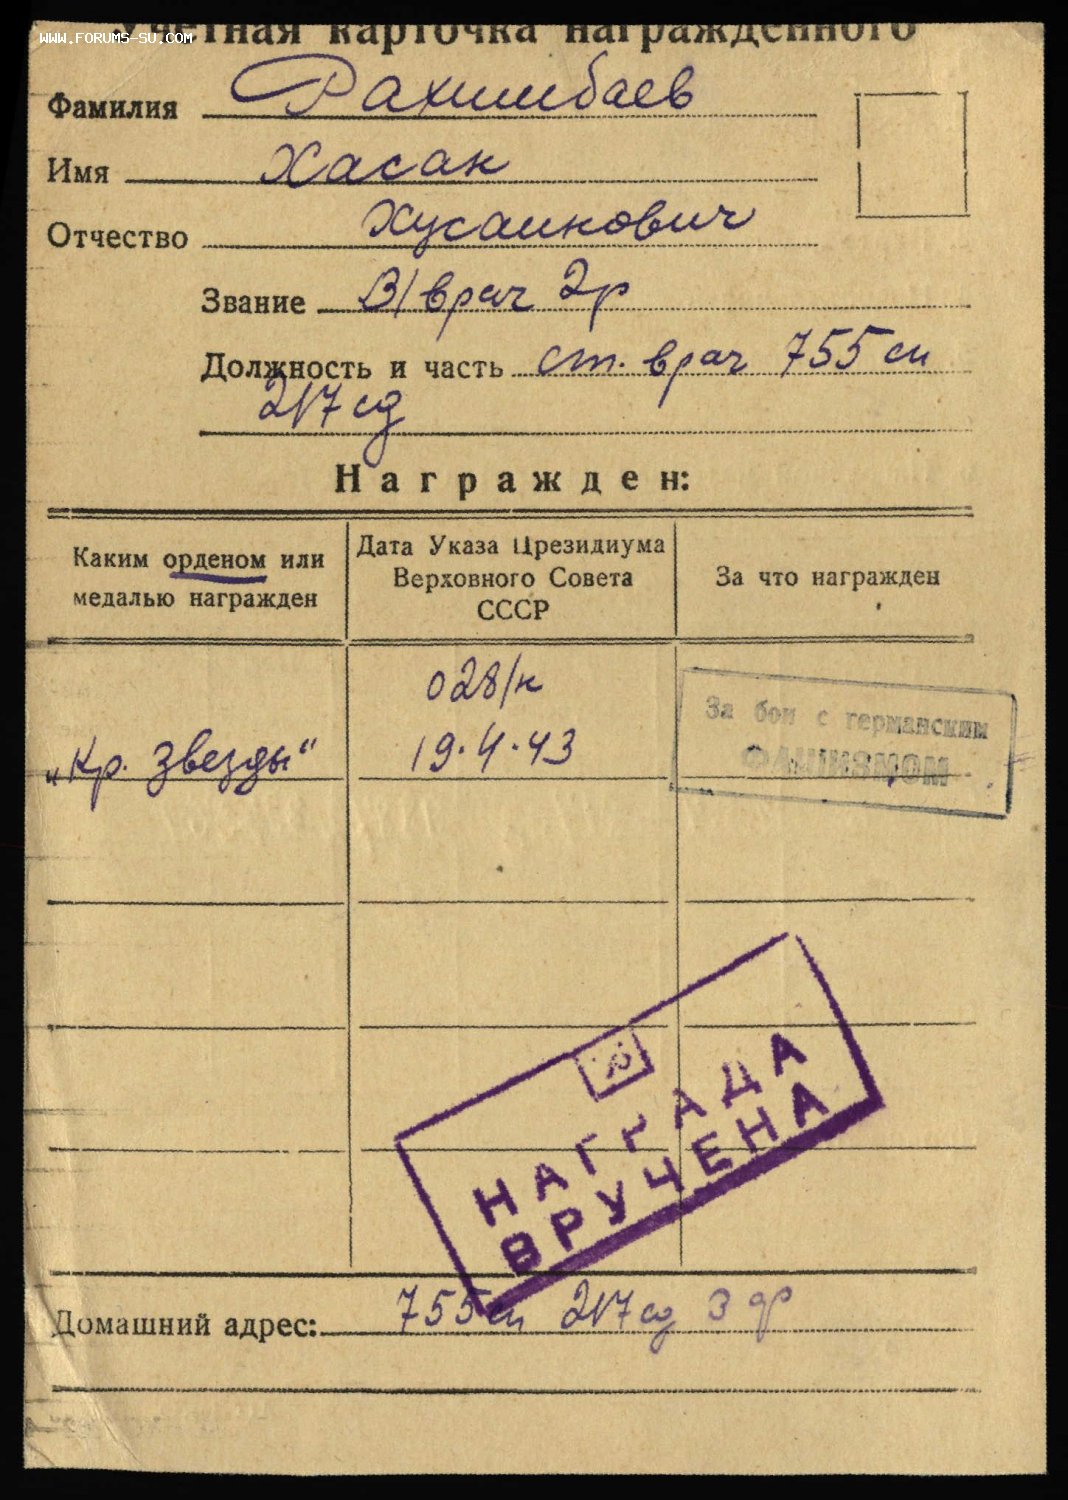 WWW.FORUMS-SU.COM
Учетная карточка награжденного
Фамилия Рахимбаев
Имя Хасан
Отчество Хусаинович
Звание В/врач 2р
Должность и часть ст. врач 755 сп
217 сд
Награжден:
Каким орденом или медалью награжден
Дата Указа Президиума Верховного Совета СССР
За что награжден
„Кр. Звезды“
028/н
19.4.43
За бои с германским
ФАШИЗМОМ
НАГРАДА
ВРУЧЕНА
Домашний адрес: 755 сп 217 сд